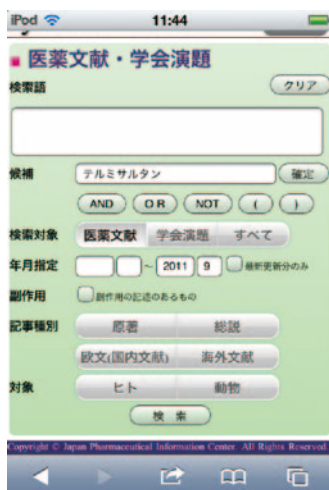 iPod 11:44
医薬文献・学会演題
検索語 クリア
候補 テルミサルタン 確定
AND OR NOT ( )
検索対象 医薬文献 学会演題 すべて
年月指定 ~ 2011 9 最新更新分のみ
副作用 副作用の記述のあるもの
記事種別 原著 総説
欧文(国内文献) 海外文献
対象 ヒト 動物
検索
Copyright © Japan Pharmaceutical Information Center. All Rights Reserved